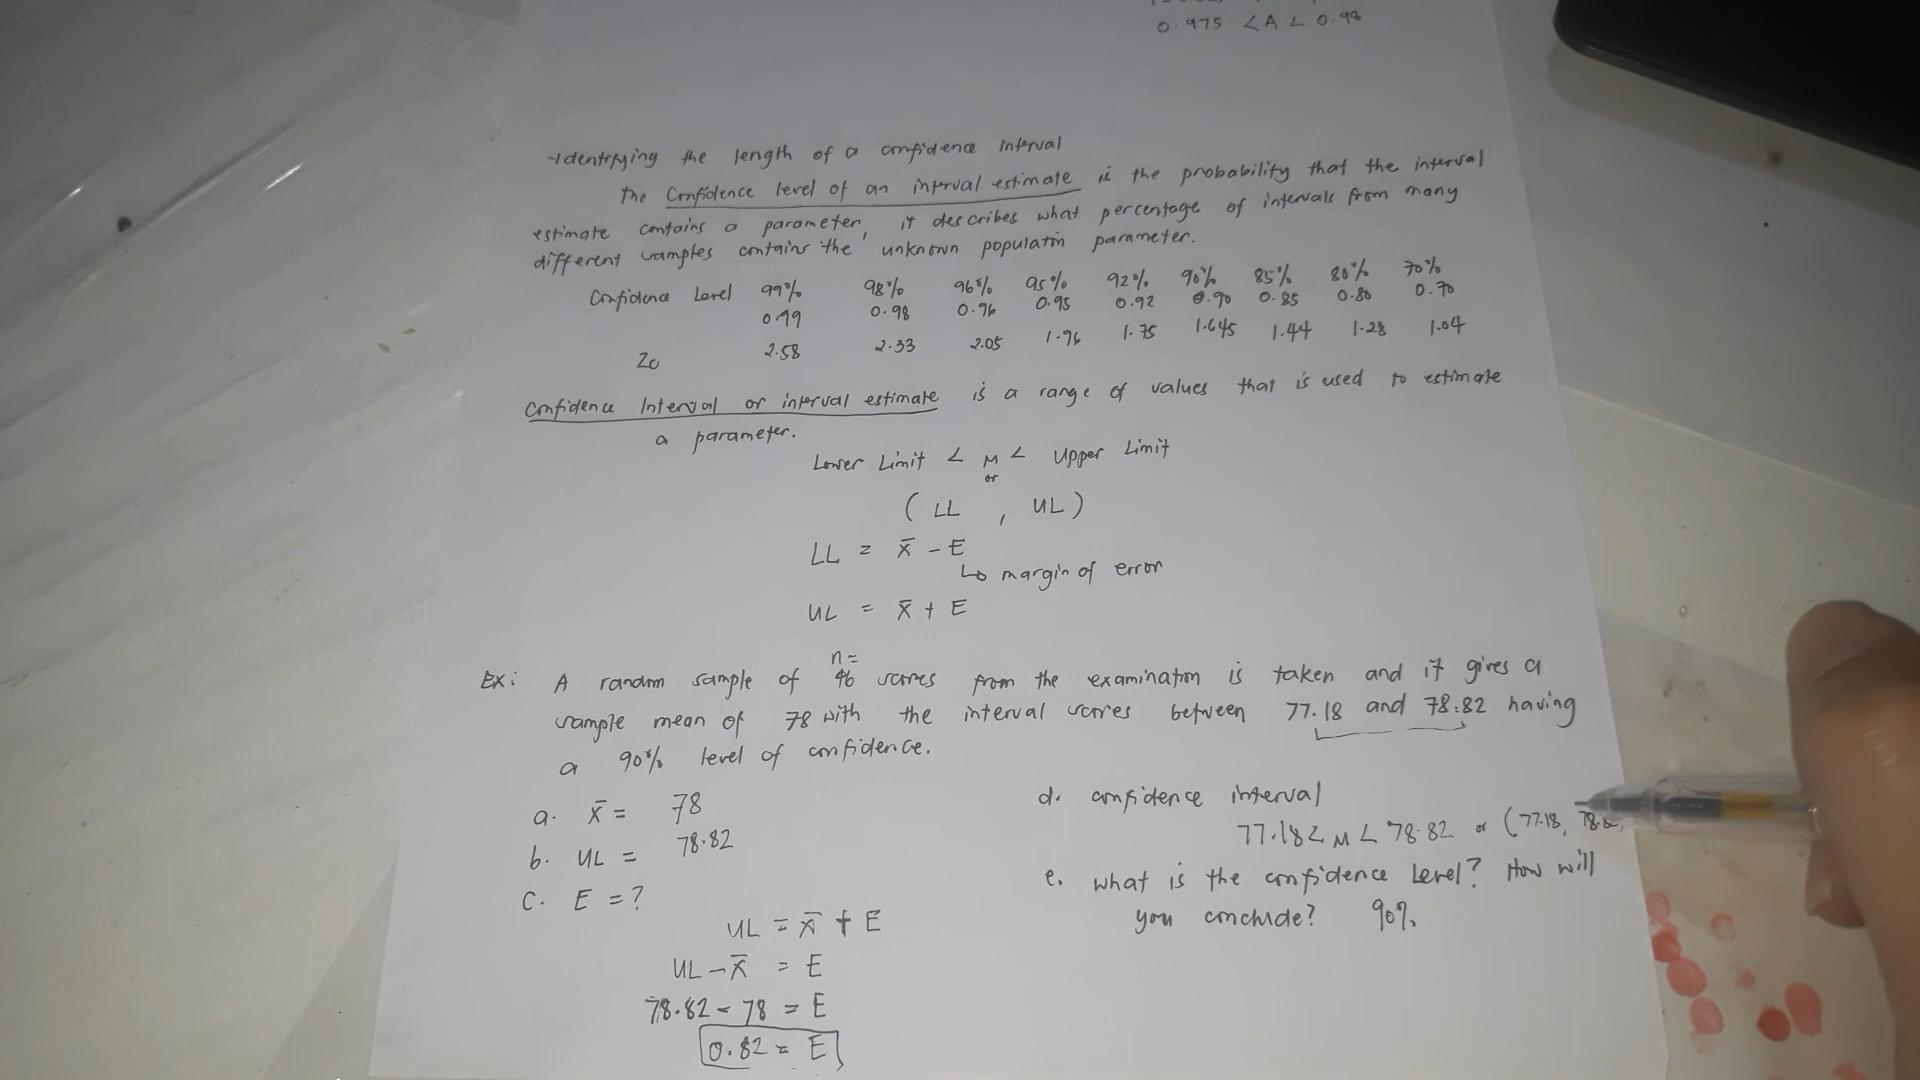 0.975 < A < 0.98
Identifying the length of a confidence interval
The Confidence level of an interval estimate is the probability that the interval
estimate contains a parameter, it describes what percentage of intervals from many
different samples contains the unknown population parameter.
Confidence Level 99% 98% 96% 95% 92% 90% 85% 80% 70%
0.99 0.98 0.96 0.95 0.92 0.90 0.85 0.80 0.70
Zc 2.58 2.33 2.05 1.96 1.75 1.645 1.44 1.28 1.04
Confidence Interval or interval estimate is a range of values that is used to estimate
a parameter.
Lower Limit < M < Upper Limit
or
(LL , UL)
LL = x̄ - E
↳ margin of error
UL = x̄ + E
n =
Ex: A random sample of 46 scores from the examination is taken and it gives a
sample mean of 78 with the interval scores between 77.18 and 78.82 having
a 90% level of confidence.
a. x̄ = 78
b. UL = 78.82
c. E = ?
UL = x̄ + E
UL - x̄ = E
78.82 - 78 = E
0.82 = E
d. confidence interval
77.18 < M < 78.82 or (77.18,
e. what is the confidence Level? How will
you conclude? 90%